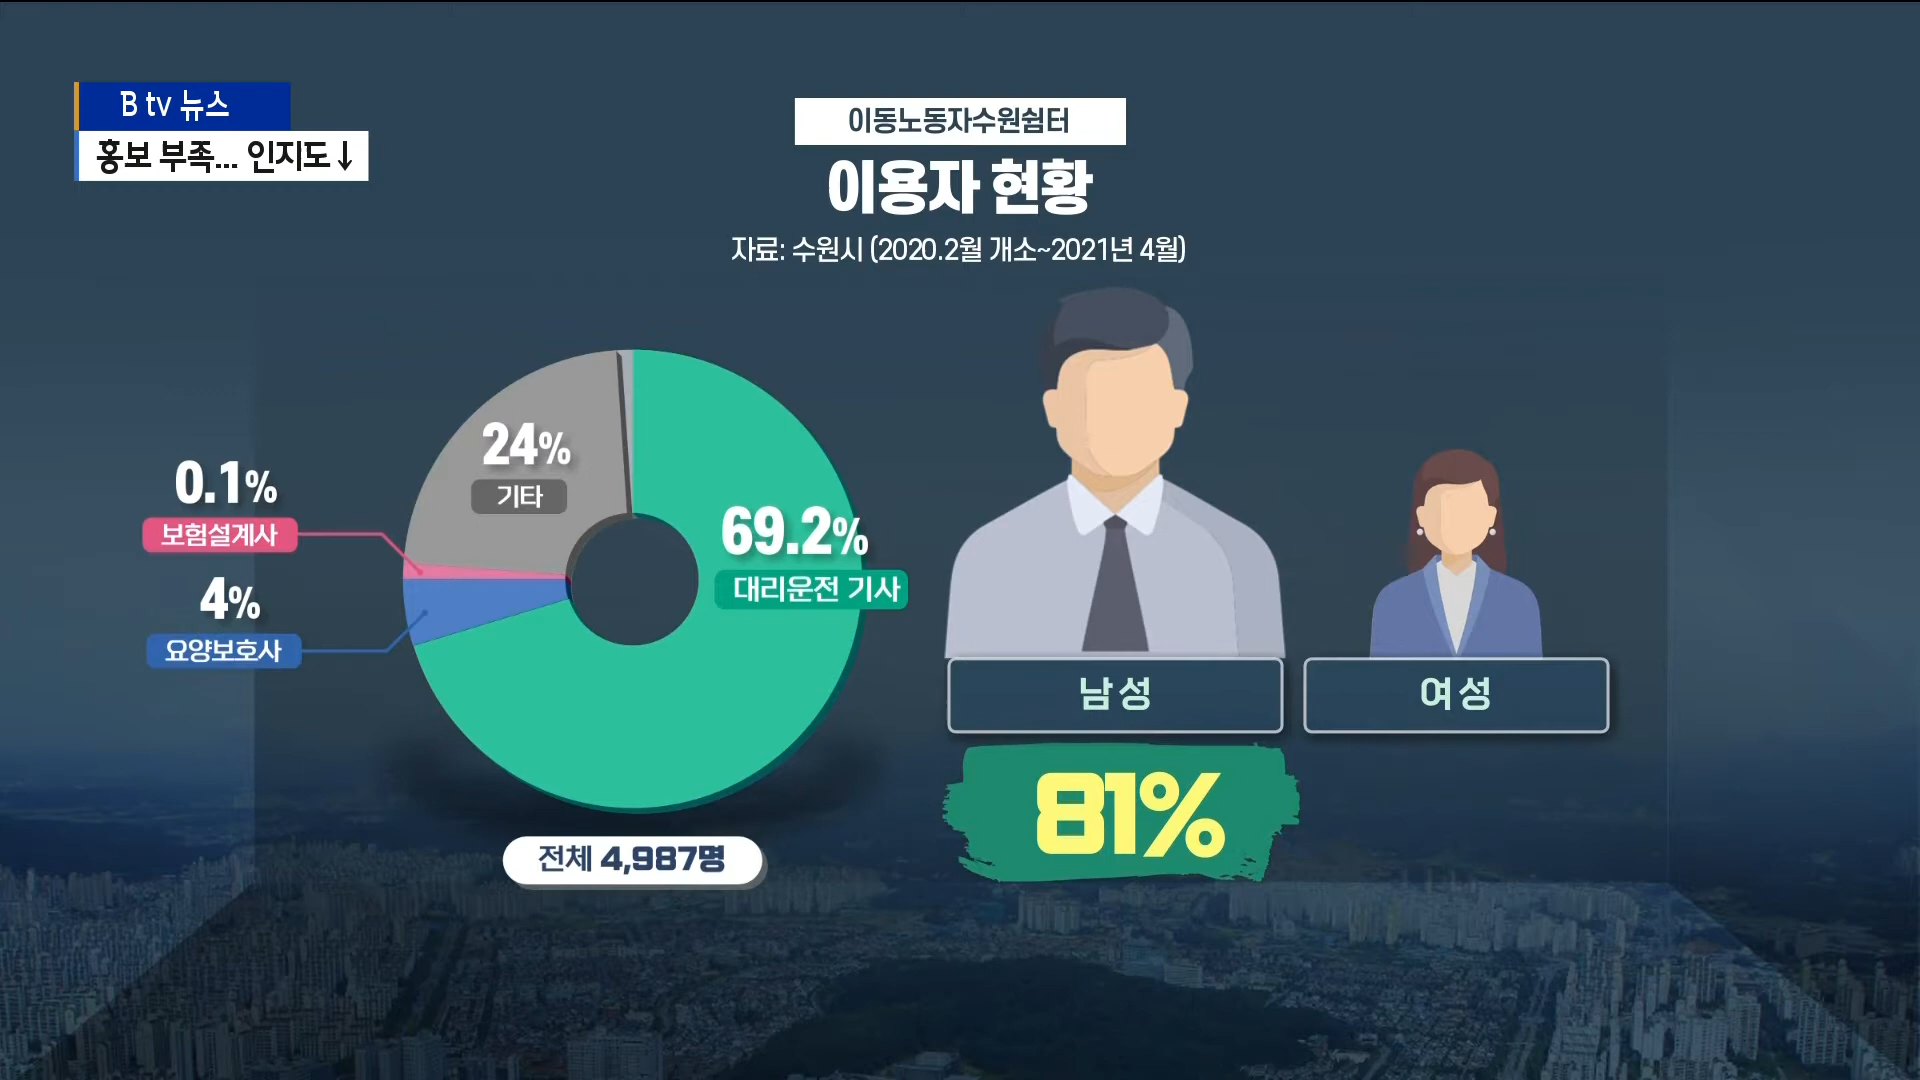 B tv 뉴스
홍보 부족... 인지도↓
이동노동자수원쉼터
이용자 현황
자료: 수원시 (2020.2월 개소~2021년 4월)
24%
기타
0.1%
보험설계사
69.2%
대리운전 기사
4%
요양보호사
남성
여성
81%
전체 4,987명